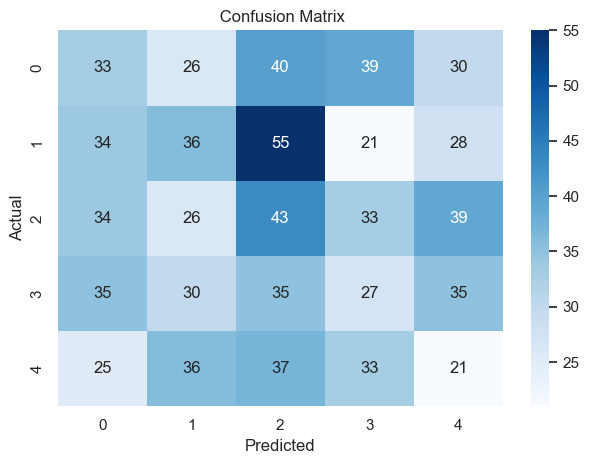 Confusion Matrix
Actual
0 33 26 40 39 30
1 34 36 55 21 28
2 34 26 43 33 39
3 35 30 35 27 35
4 25 36 37 33 21
0 1 2 3 4
Predicted
55
50
45
40
35
30
25